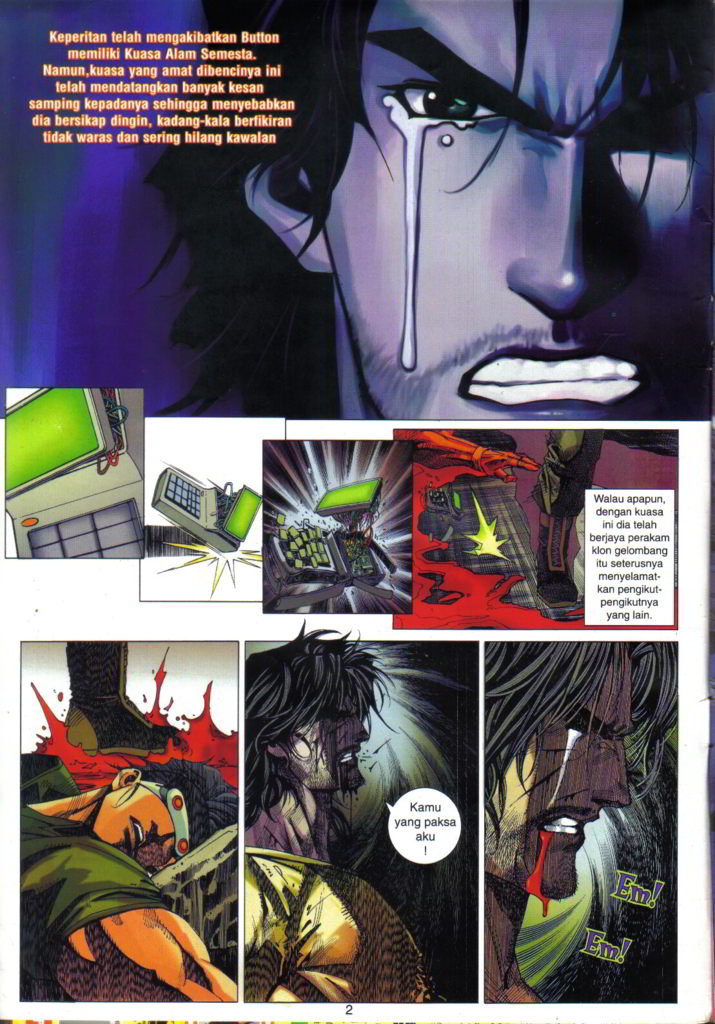 Keperitan telah mengakibatkan Button
memiliki Kuasa Alam Semesta.
Namun,kuasa yang amat dibencinya ini
telah mendatangkan banyak kesan
samping kepadanya sehingga menyebabkan
dia bersikap dingin, kadang-kala berfikiran
tidak waras dan sering hilang kawalan
Walau apapun,
dengan kuasa
ini dia telah
berjaya perakam
klon gelombang
itu seterusnya
menyelamat-
kan pengikut-
pengikutnya
yang lain.
Kamu
yang paksa
aku
!
Em!
Em!
2